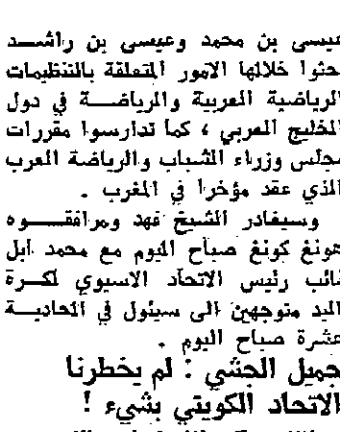 عيسى بن محمد وعيسى بن راشد
بحثوا خلالها الامور المتعلقة بالتنظيمات
الرياضية العربية والرياضة في دول
الخليج العربي ، كما تدارسوا مقررات
مجلس وزراء الشباب والرياضة العرب
الذي عقد مؤخرا في المغرب .
وسيغادر الشيخ فهد ومرافقوه
هونغ كونغ صباح اليوم مع محمد ابل
نائب رئيس الاتحاد الاسيوي لكرة
اليد متوجهين الى سيئول في الحادية
عشرة صباح اليوم .
جميل الجشي : لم يخطرنا
الاتحاد الكويتي بشيء !